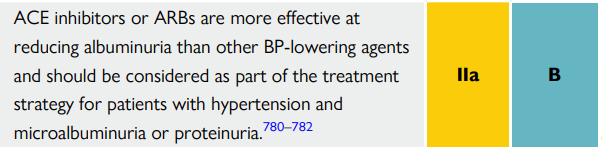 ACE inhibitors or ARBs are more effective at
reducing albuminuria than other BP-lowering agents
and should be considered as part of the treatment
strategy for patients with hypertension and
microalbuminuria or proteinuria.780–782
IIa
B